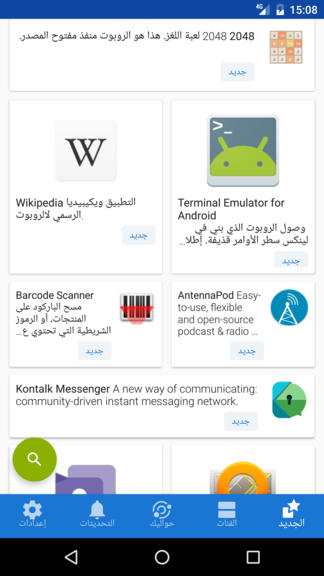 4G 15:08
2048 2048 لعبة اللغز. هذا هو الروبوت منفذ مفتوح المصدر.
جديد
W
Wikipedia التطبيق ويكيبيديا
الرسمي لالروبوت.
جديد
>_
Terminal Emulator for
Android
وصول الروبوت الذي بني في
لينكس سطر الأوامر قذيفة. إطلا...
جديد
Barcode Scanner
مسح الباركود على
المنتجات، أو الرموز
الشريطية التي تحتوي ع...
جديد
AntennaPod Easy-
to-use, flexible
and open-source
podcast & radio ...
جديد
Kontalk Messenger A new way of communicating:
community-driven instant messaging network.
جديد
الجديد
الفئات
حواليك
التحديثات
إعدادات